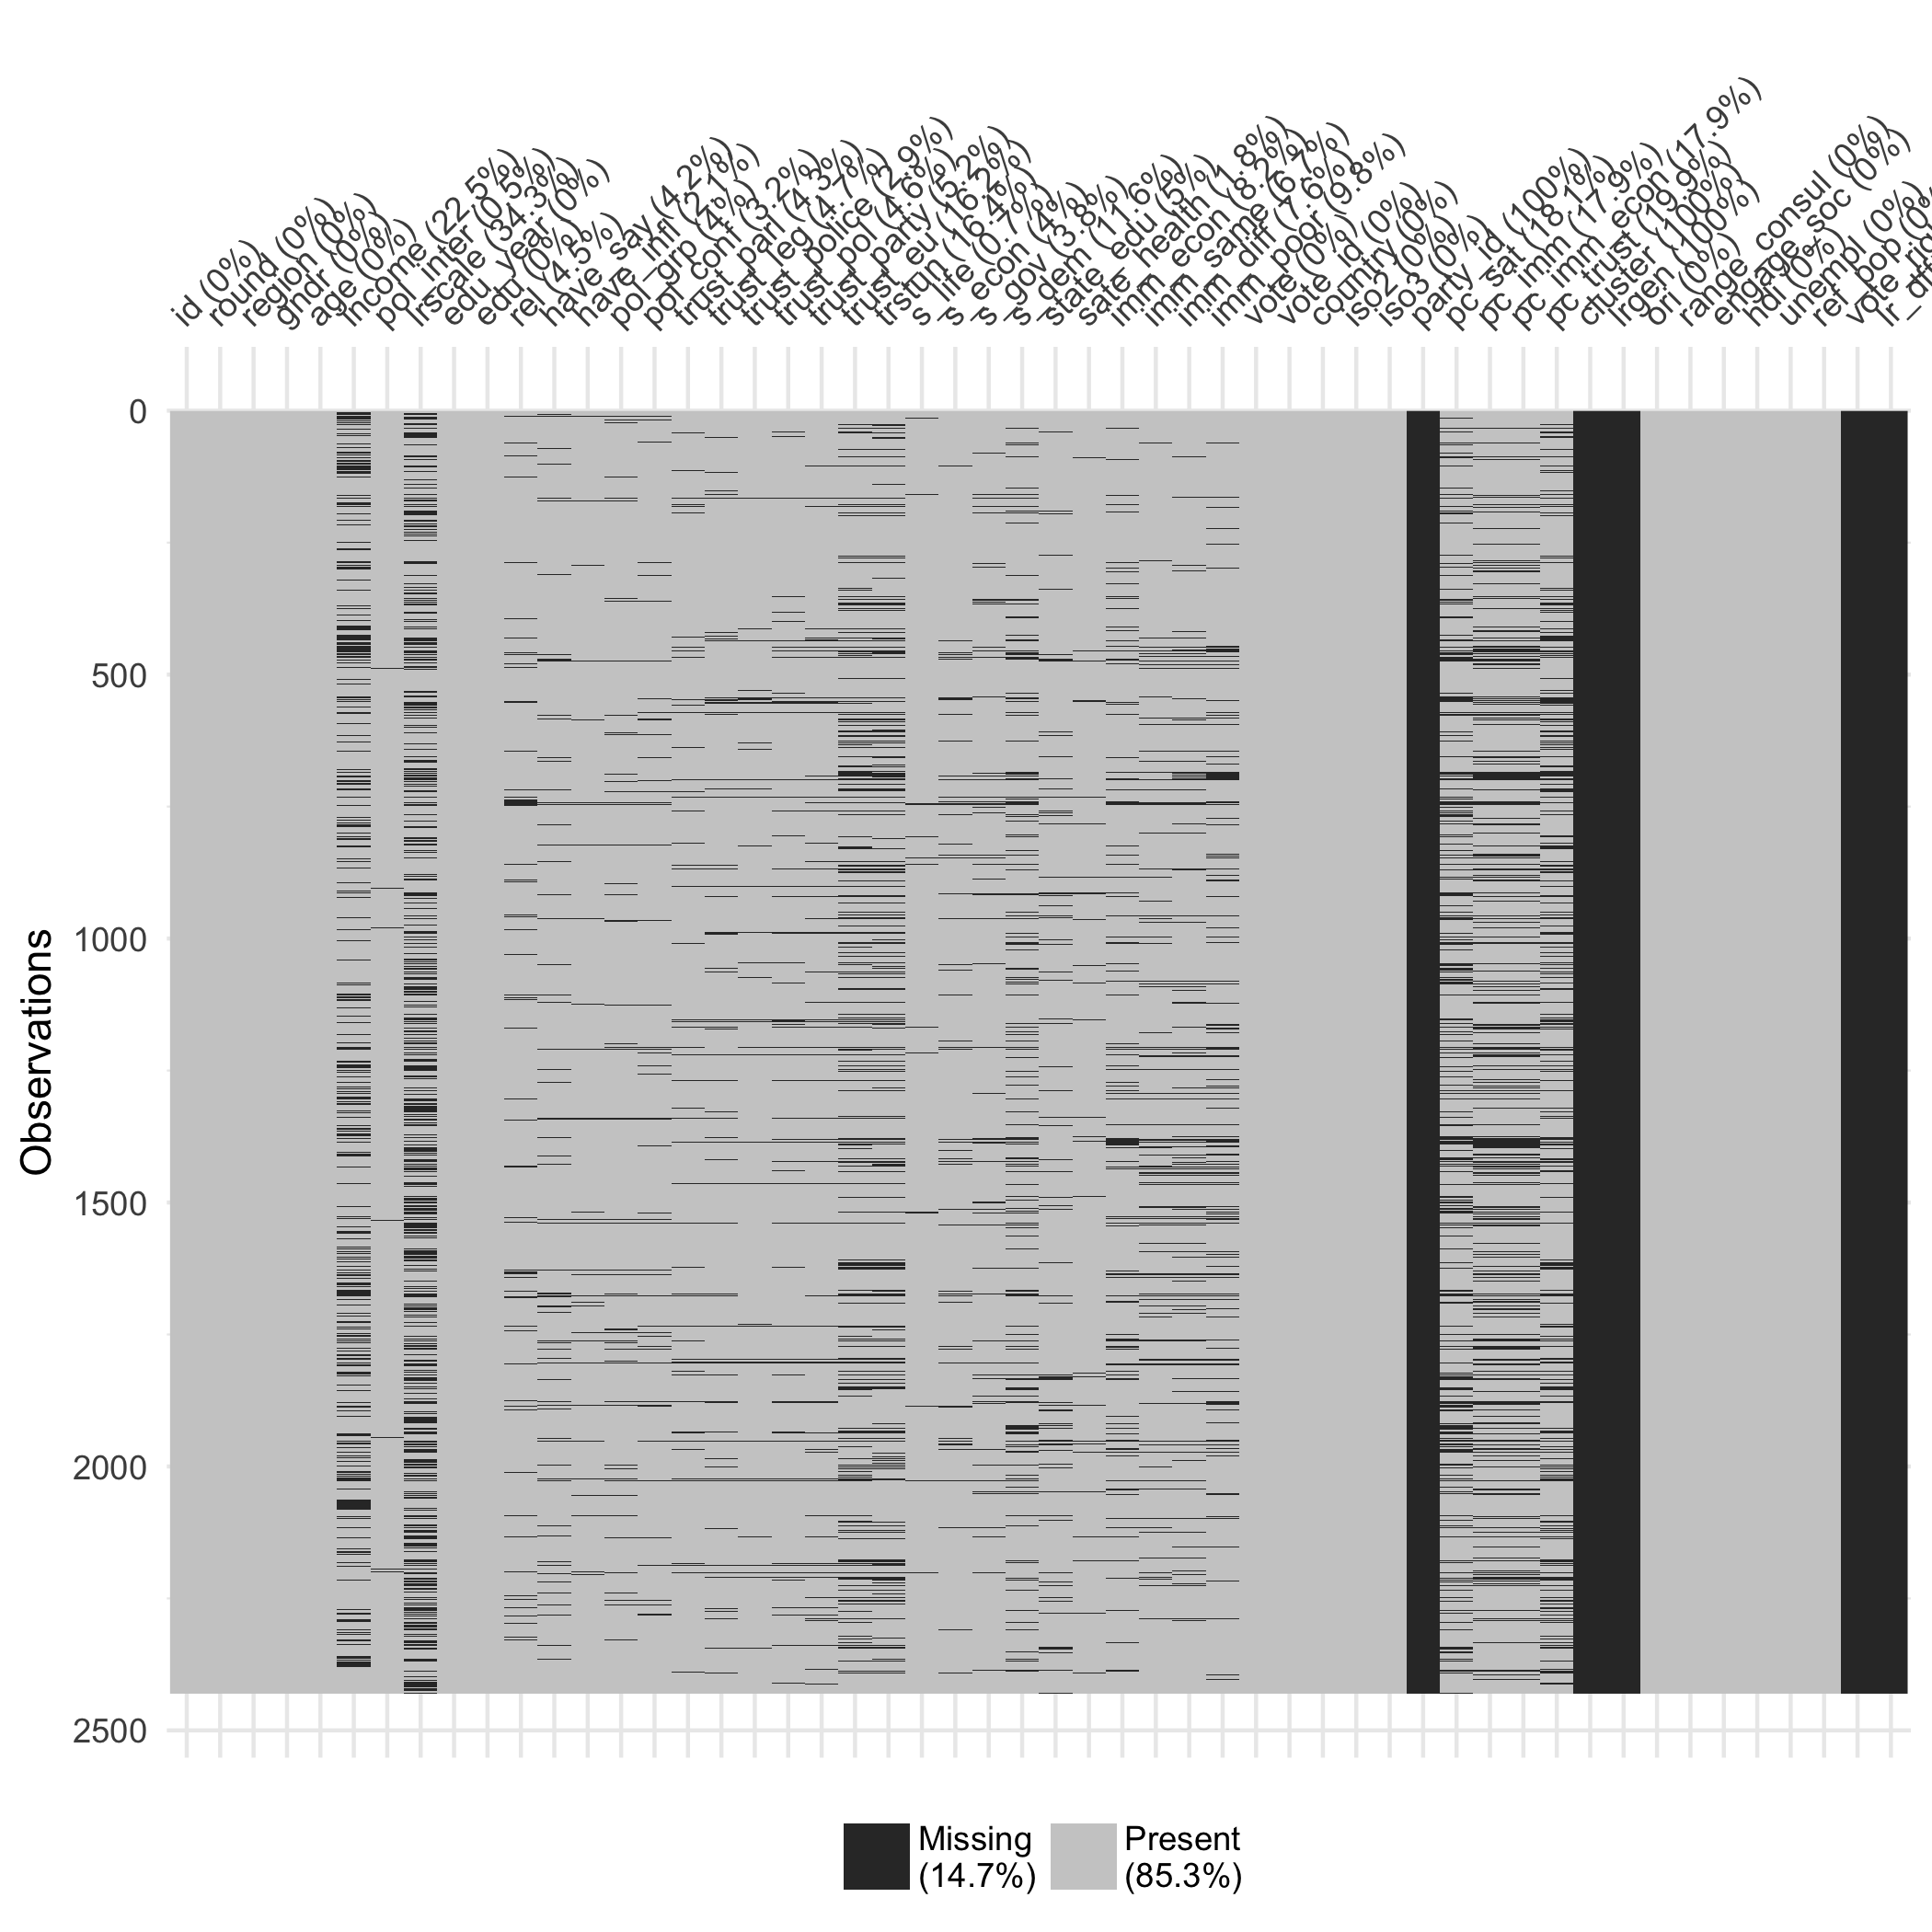 id (0%)
round (0%)
region (0%)
gndr (0%)
age (0%)
income (22.5%)
pol_inter (0.5%)
lrscale (34.3%)
edu_year (0%)
edu (0%)
rel (4.5%)
have_say (4.2%)
have_infl (2.1%)
pol_grp (4%)
pol_conf (3.2%)
trust_parl (4.3%)
trust_leg (4.7%)
trust_police (2.9%)
trust_pol (4.6%)
trust_party (5.2%)
trust_eu (16.2%)
trstun (16.4%)
s_life (0.7%)
s_econ (4%)
s_gov (3.8%)
s_dem (11.6%)
state_edu (5%)
sate_health (1.8%)
imm_econ (8.2%)
imm_same (6.7%)
imm_diff (7.6%)
imm_poor (9.8%)
vote (0%)
vote_id (0%)
country (0%)
iso2 (0%)
iso3 (0%)
party_id (100%)
pc_sat (18.1%)
pc_imm (17.9%)
pc_imm_econ (17.9%)
pc_trust (19.9%)
cluster (100%)
lrgen (100%)
ori (0%)
range_consul (0%)
engage_soc (0%)
hdi (0%)
unempl (0%)
ref_pop (0%
vote_rig
lr_diff
0
500
1000
1500
2000
2500
Observations
Missing
(14.7%)
Present
(85.3%)